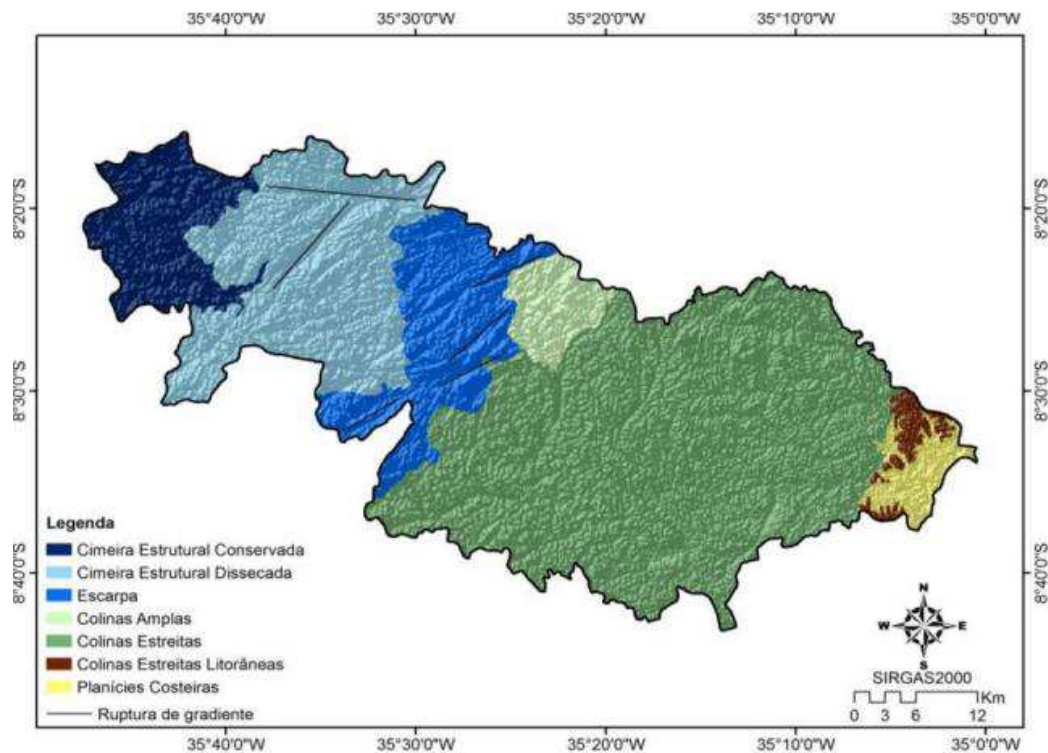 35°40'0"W 35°30'0"W 35°20'0"W 35°10'0"W 35°0'0"W
8°20'0"S 8°20'0"S
8°30'0"S 8°30'0"S
Legenda
Cimeira Estrutural Conservada
Cimeira Estrutural Dissecada
Escarpa
Colinas Amplas
Colinas Estreitas
Colinas Estreitas Litorâneas
Planícies Costeiras
Ruptura de gradiente
8°40'0"S 8°40'0"S
N
W E
S
SIRGAS2000
Km
0 3 6 12
35°40'0"W 35°30'0"W 35°20'0"W 35°10'0"W 35°0'0"W